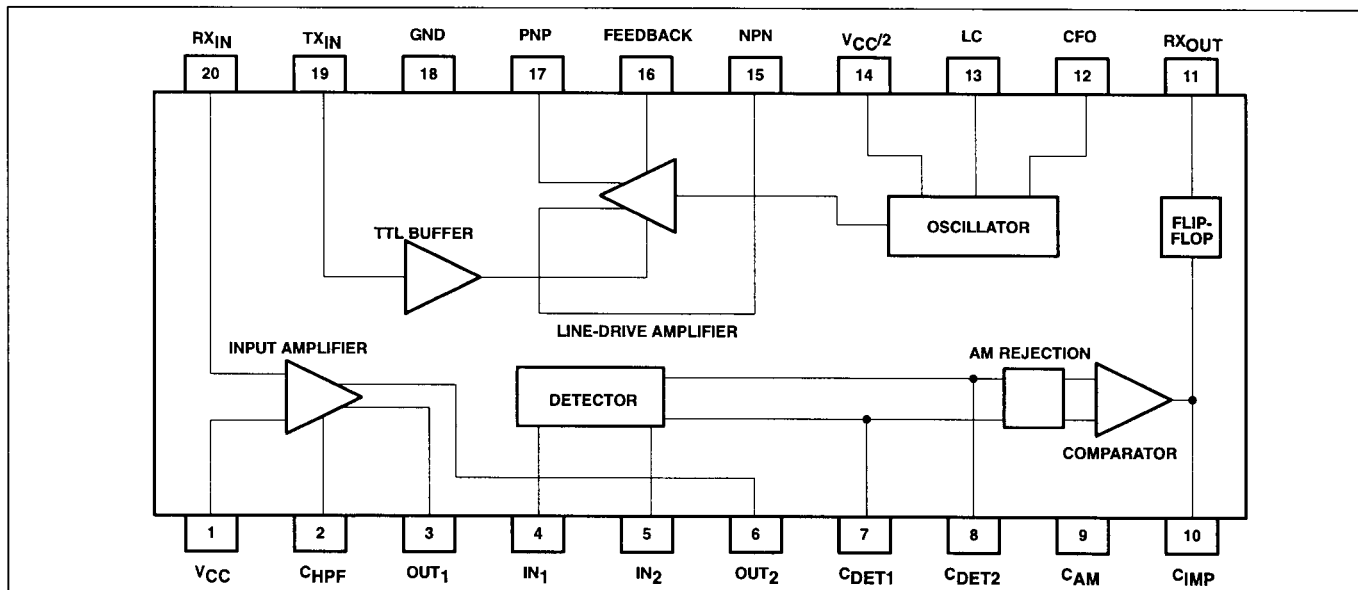 RXIN TXIN GND PNP FEEDBACK NPN VCC/2 LC CFO RXOUT
20 19 18 17 16 15 14 13 12 11
OSCILLATOR
FLIP-
FLOP
TTL BUFFER
LINE-DRIVE AMPLIFIER
INPUT AMPLIFIER
AM REJECTION
DETECTOR
COMPARATOR
1 2 3 4 5 6 7 8 9 10
VCC CHPF OUT1 IN1 IN2 OUT2 CDET1 CDET2 CAM CIMP